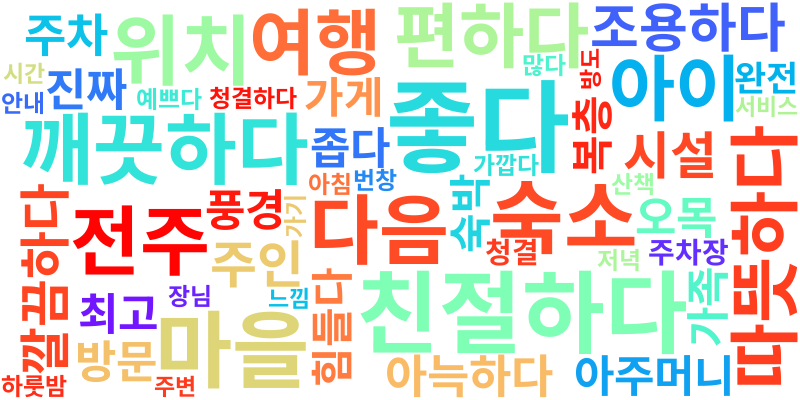 주차
위치
여행
편하다
조용하다
시간
진짜
많다
방도
아이
완전
안내
예쁘다
청결하다
가게
좋다
서비스
깨끗하다
좁다
복층
시설
가깝다
따뜻하다
아침
번창
산책
깔끔하다
전주
풍경
가기
다음
숙박
숙소
오목
주인
청결
저녁
주차장
최고
장님
느낌
힘들다
친절하다
가족
마을
방문
아늑하다
아주머니
하룻밤
주변